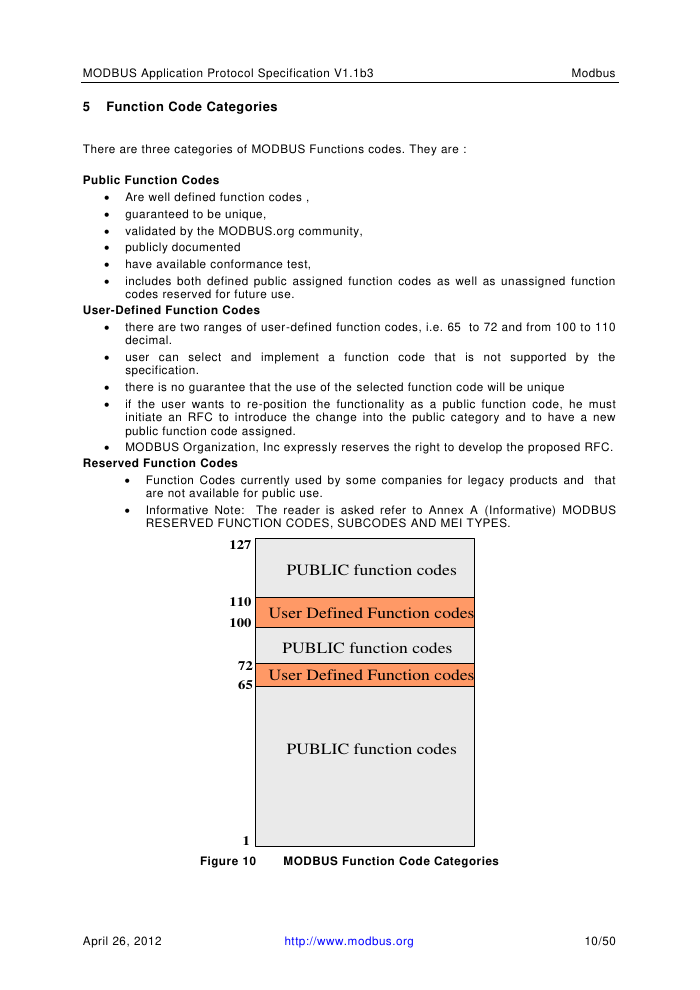 MODBUS Application Protocol Specification V1.1b3 Modbus
5 Function Code Categories
There are three categories of MODBUS Functions codes. They are :
Public Function Codes
• Are well defined function codes ,
• guaranteed to be unique,
• validated by the MODBUS.org community,
• publicly documented
• have available conformance test,
• includes both defined public assigned function codes as well as unassigned function
codes reserved for future use.
User-Defined Function Codes
• there are two ranges of user-defined function codes, i.e. 65 to 72 and from 100 to 110
decimal.
• user can select and implement a function code that is not supported by the
specification.
• there is no guarantee that the use of the selected function code will be unique
• if the user wants to re-position the functionality as a public function code, he must
initiate an RFC to introduce the change into the public category and to have a new
public function code assigned.
• MODBUS Organization, Inc expressly reserves the right to develop the proposed RFC.
Reserved Function Codes
• Function Codes currently used by some companies for legacy products and that
are not available for public use.
• Informative Note: The reader is asked refer to Annex A (Informative) MODBUS
RESERVED FUNCTION CODES, SUBCODES AND MEI TYPES.
127
PUBLIC function codes
110
User Defined Function codes
100
PUBLIC function codes
72
User Defined Function codes
65
PUBLIC function codes
1
Figure 10 MODBUS Function Code Categories
April 26, 2012 http://www.modbus.org 10/50